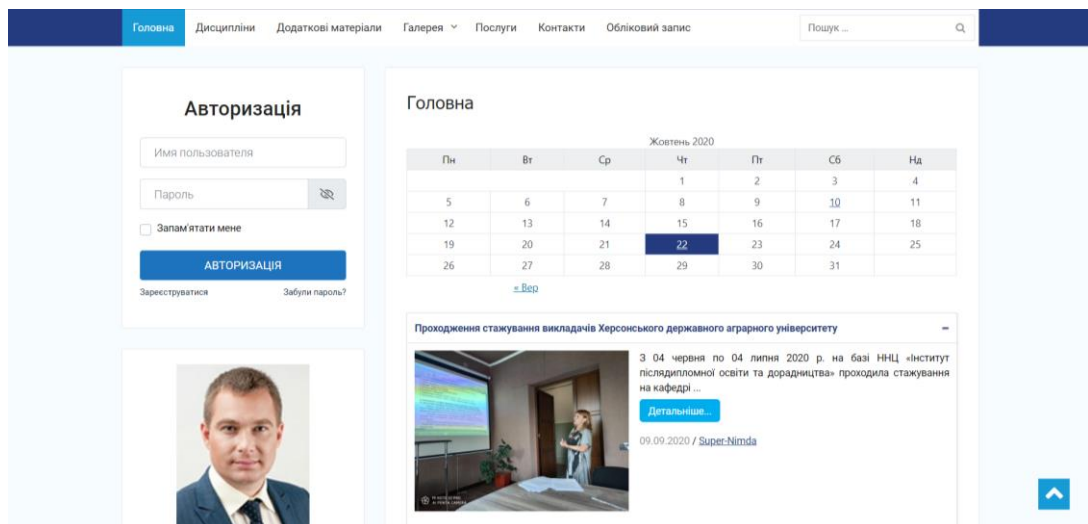 Головна Дисципліни Додаткові матеріали Галерея Послуги Контакти Обліковий запис Пошук ...
Авторизація
Имя пользователя
Пароль
Запам'ятати мене
АВТОРИЗАЦІЯ
Зареєструватися Забули пароль?
Головна
Жовтень 2020
Пн Вт Ср Чт Пт Сб Нд
1 2 3 4
5 6 7 8 9 10 11
12 13 14 15 16 17 18
19 20 21 22 23 24 25
26 27 28 29 30 31
« Вер
Проходження стажування викладачів Херсонського державного аграрного університету
З 04 червня по 04 липня 2020 р. на базі ННЦ «Інститут
післядипломної освіти та дорадництва» проходила стажування
на кафедрі ...
Детальніше...
09.09.2020 / Super-Nimda